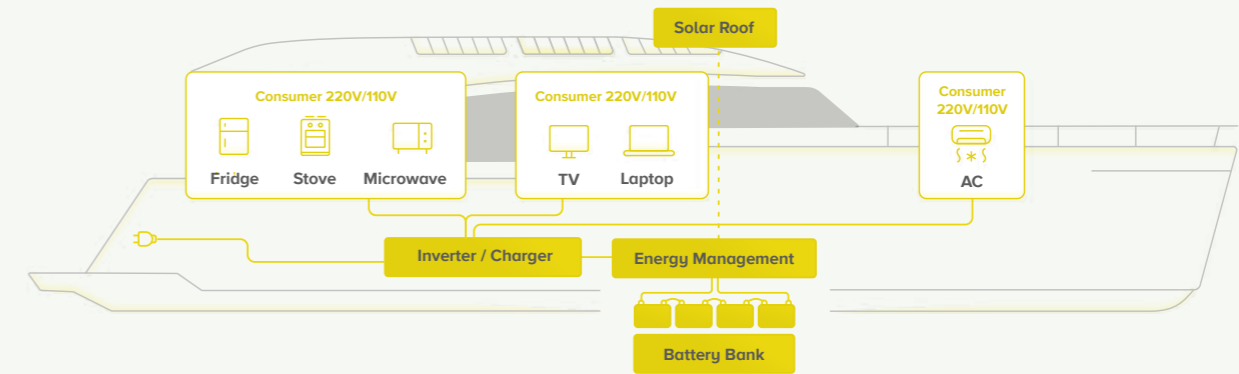 Solar Roof
Consumer 220V/110V
Fridge
Stove
Microwave
Consumer 220V/110V
TV
Laptop
Consumer
220V/110V
AC
Inverter / Charger
Energy Management
Battery Bank